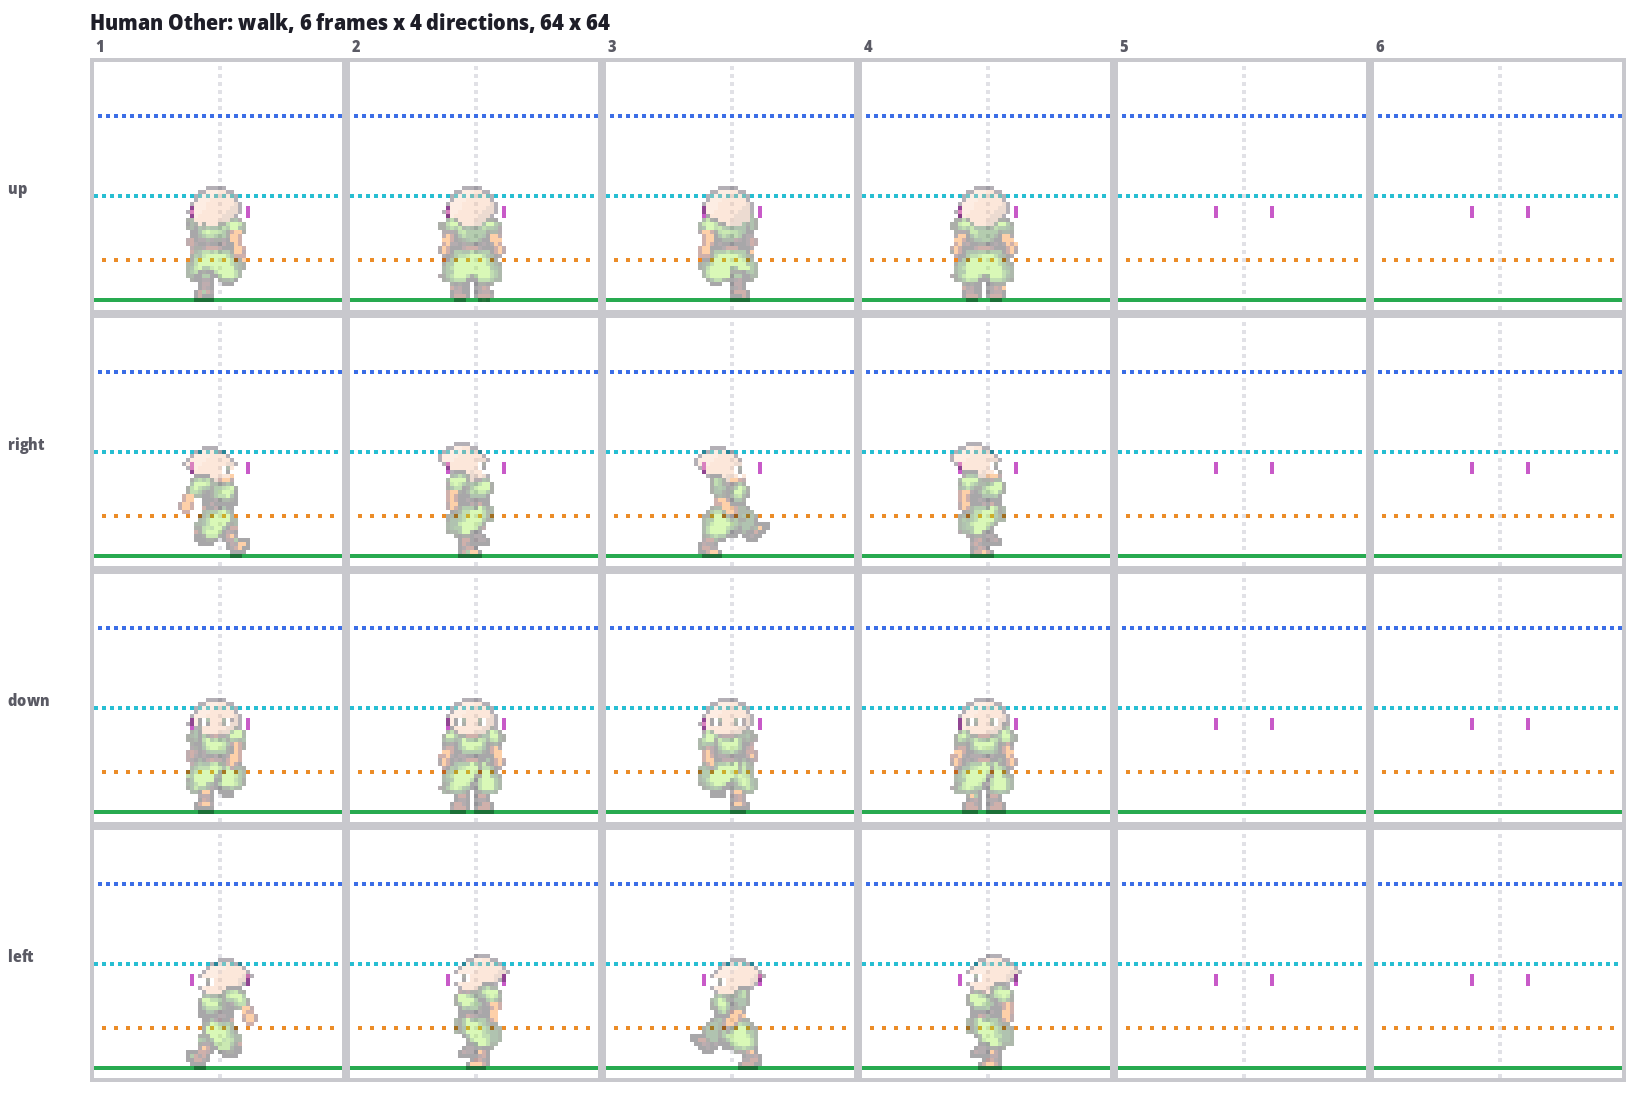 Human Other: walk, 6 frames x 4 directions, 64 x 64
1 2 3 4 5 6
up
right
down
left